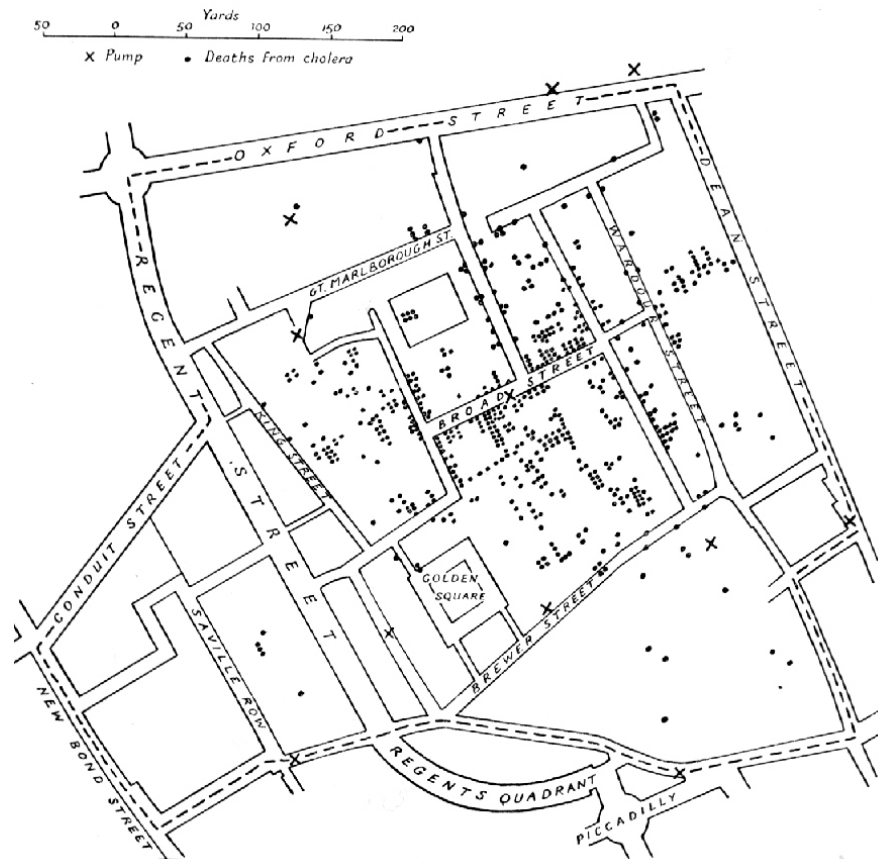 Yards
50 0 50 100 150 200
× Pump • Deaths from cholera
OXFORD STREET
REGENT STREET
GT. MARLBOROUGH ST.
WARDOUR STREET
DEAN STREET
BROAD STREET
KING STREET
CONDUIT STREET
GOLDEN
SQUARE
BREWER STREET
SAVILLE ROW
NEW BOND STREET
REGENTS QUADRANT
PICCADILLY